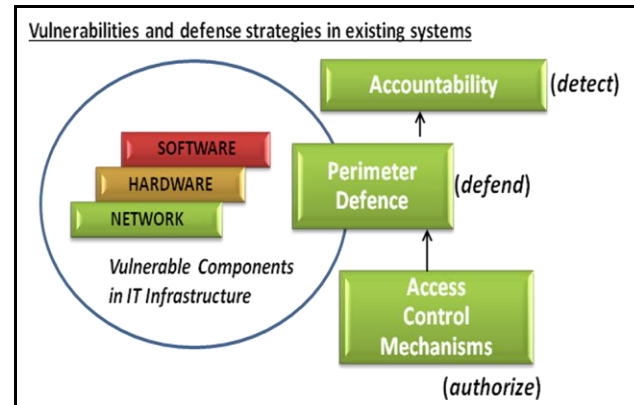 Vulnerabilities and defense strategies in existing systems
Accountability
(detect)
SOFTWARE
HARDWARE
NETWORK
Perimeter
Defence
(defend)
Vulnerable Components
in IT Infrastructure
Access
Control
Mechanisms
(authorize)